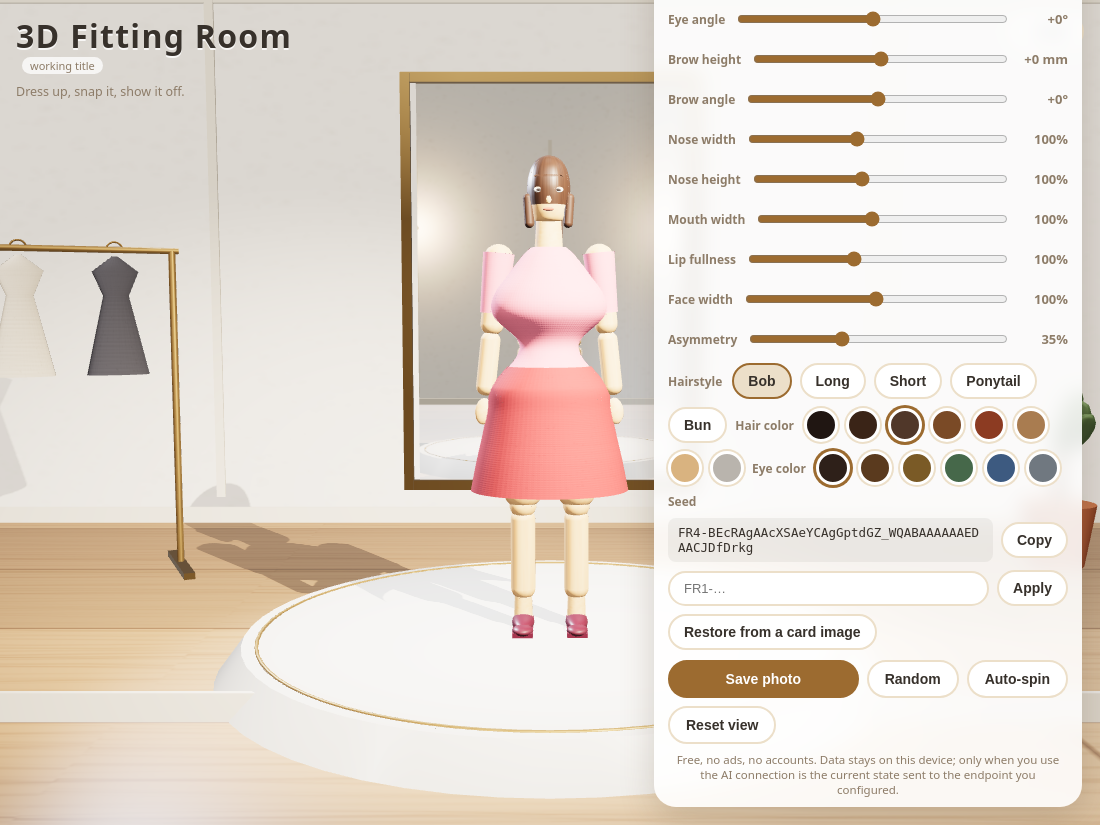 3D Fitting Room
working title
Dress up, snap it, show it off.
Eye angle +0°
Brow height +0 mm
Brow angle +0°
Nose width 100%
Nose height 100%
Mouth width 100%
Lip fullness 100%
Face width 100%
Asymmetry 35%
Hairstyle Bob Long Short Ponytail
Bun Hair color
Eye color
Seed
FR4-BEcRAgAAcXSAeYCAgGptdGZ_WQABAAAAAAED
AACJDfDrkg
Copy
FR1-… Apply
Restore from a card image
Save photo Random Auto-spin
Reset view
Free, no ads, no accounts. Data stays on this device; only when you use
the AI connection is the current state sent to the endpoint you
configured.